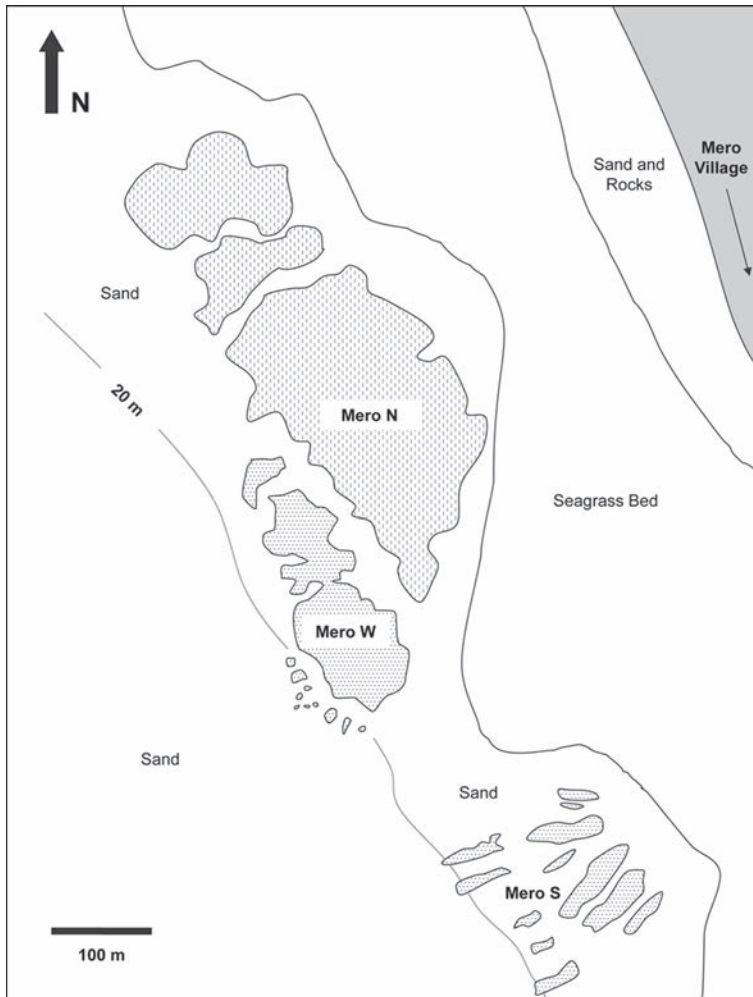 N
Mero
Village
Sand and
Rocks
Sand
20 m
Mero N
Seagrass Bed
Mero W
Sand
Sand
Mero S
100 m